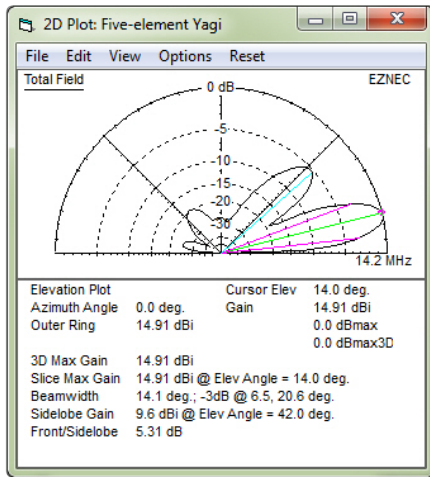 2D Plot: Five-element Yagi
File Edit View Options Reset
Total Field 0 dB EZNEC
-5
-10
-15
-20
-30
14.2 MHz
Elevation Plot Cursor Elev 14.0 deg.
Azimuth Angle 0.0 deg. Gain 14.91 dBi
Outer Ring 14.91 dBi 0.0 dBmax
0.0 dBmax3D
3D Max Gain 14.91 dBi
Slice Max Gain 14.91 dBi @ Elev Angle = 14.0 deg.
Beamwidth 14.1 deg.; -3dB @ 6.5, 20.6 deg.
Sidelobe Gain 9.6 dBi @ Elev Angle = 42.0 deg.
Front/Sidelobe 5.31 dB